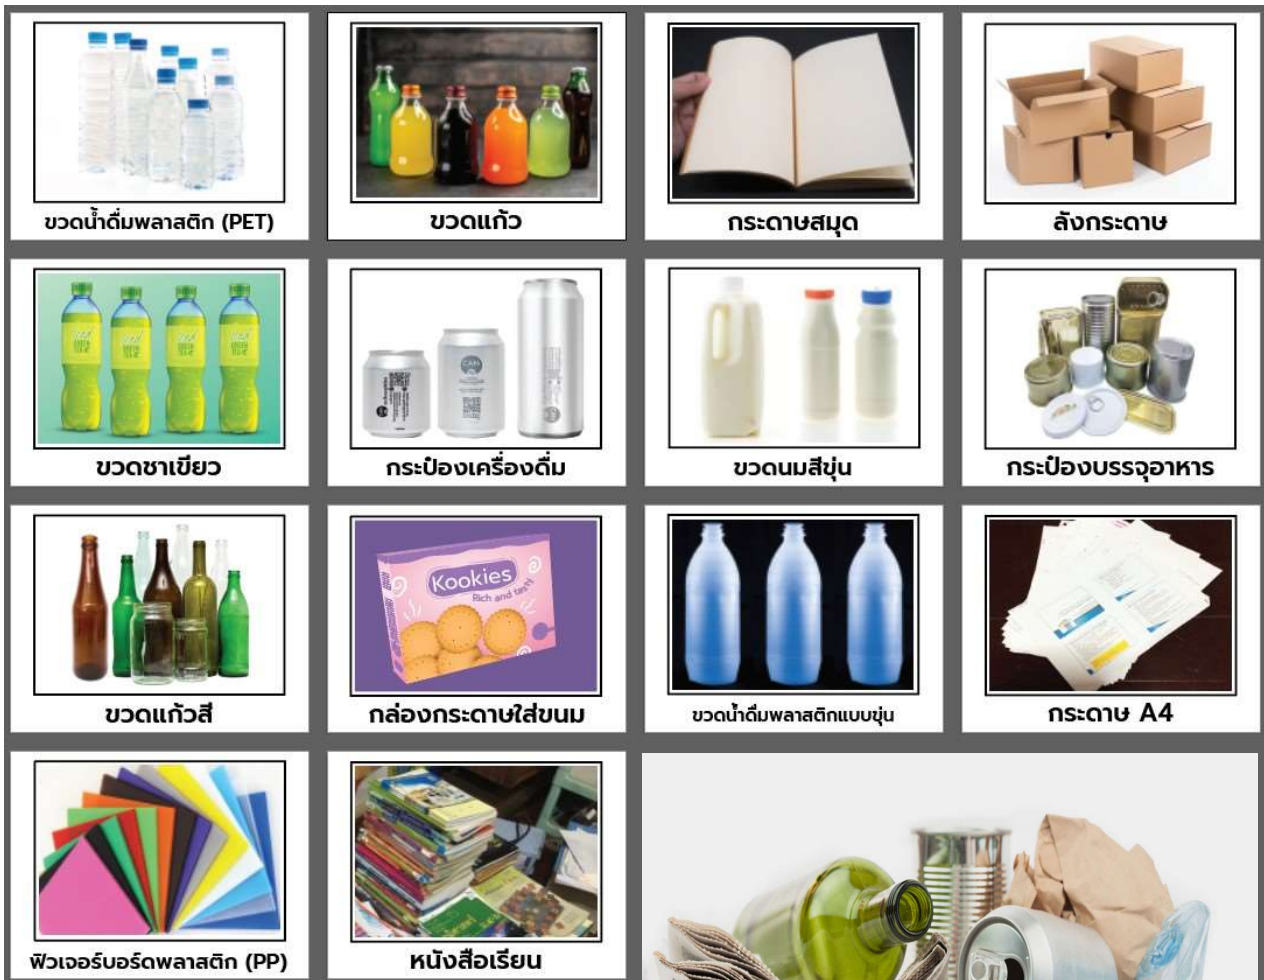 ขวดน้ำดื่มพลาสติก (PET)
ขวดแก้ว
กระดาษสมุด
ลังกระดาษ
ขวดชาเขียว
กระป๋องเครื่องดื่ม
ขวดนมสีขุ่น
กระป๋องบรรจุอาหาร
Kookies
Rich and tasty
ขวดแก้วสี
กล่องกระดาษใส่ขนม
ขวดน้ำดื่มพลาสติกแบบขุ่น
กระดาษ A4
ฟิวเจอร์บอร์ดพลาสติก (PP)
หนังสือเรียน